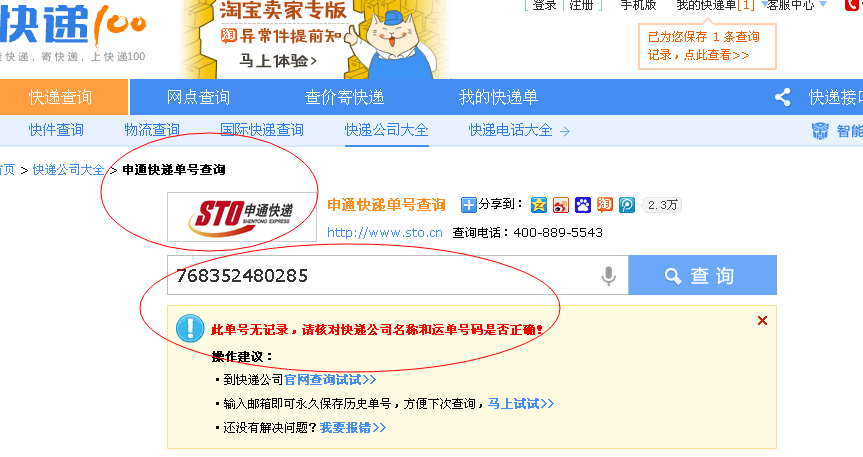 淘宝卖家专版
登录 | 注册 手机版 我的快递单[1] 客服中心
快递100
淘异常件提前知
查快递,寄快递,上快递100
马上体验>
已为您保存 1 条查询
记录,点此查看>>
快递查询 网点查询 查价寄快递 我的快递单 快递接口
快件查询 物流查询 国际快递查询 快递公司大全 快递电话大全 智能
首页 > 快递公司大全 > 申通快递单号查询
STO 申通快递
SHENTONG EXPRESS
申通快递单号查询 分享到: 淘 2.3万
http://www.sto.cn 查询电话:400-889-5543
768352480285 查 询
此单号无记录,请核对快递公司名称和运单号码是否正确!
操作建议:
·到快递公司官网查询试试>>
·输入邮箱即可永久保存历史单号,方便下次查询,马上试试>>
·还没有解决问题?我要报错>>